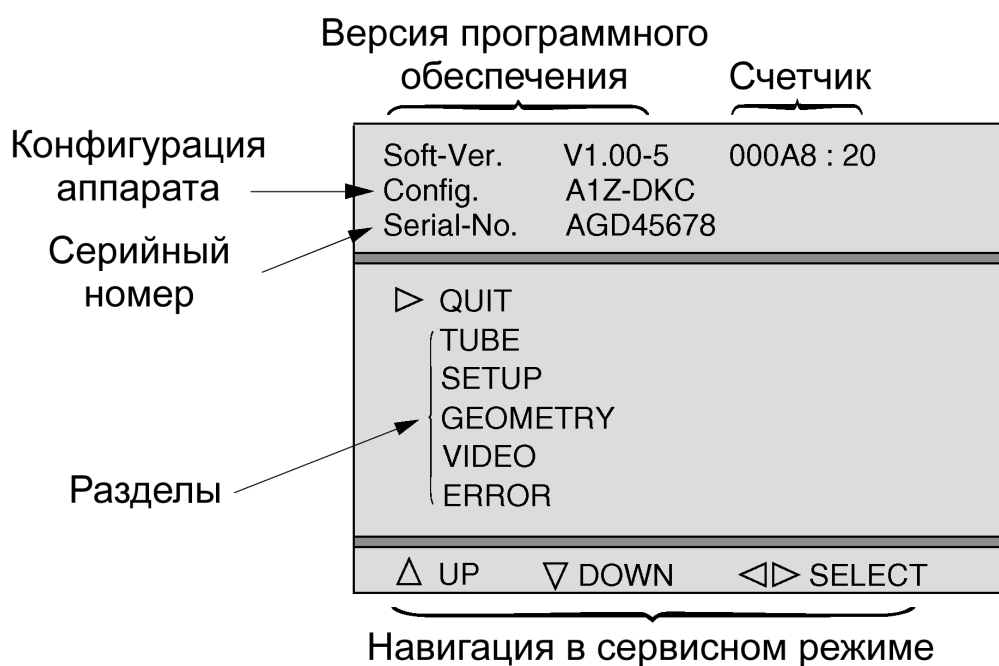 Версия программного
обеспечения
Счетчик
Конфигурация
аппарата
Серийный
номер
Разделы
Soft-Ver. V1.00-5 000A8 : 20
Config. A1Z-DKC
Serial-No. AGD45678
▷ QUIT
TUBE
SETUP
GEOMETRY
VIDEO
ERROR
△ UP ▽ DOWN ◁▷ SELECT
Навигация в сервисном режиме